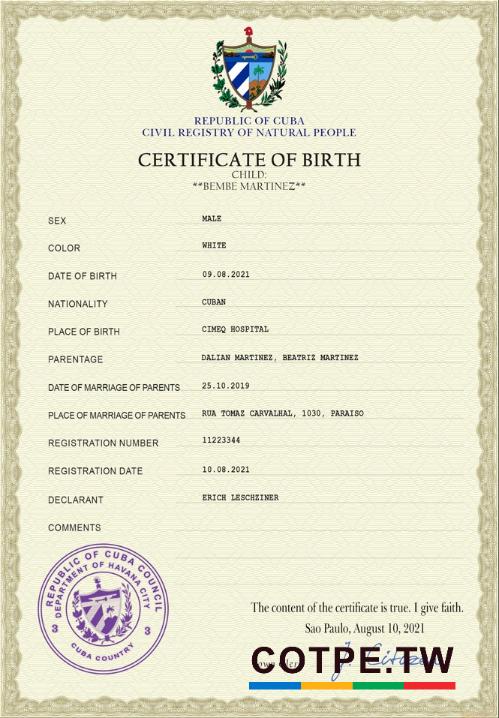 REPUBLIC OF CUBA
CIVIL REGISTRY OF NATURAL PEOPLE
CERTIFICATE OF BIRTH
CHILD:
**BEMBE MARTINEZ**
SEX MALE
COLOR WHITE
DATE OF BIRTH 09.08.2021
NATIONALITY CUBAN
PLACE OF BIRTH CIMEQ HOSPITAL
PARENTAGE DALIAN MARTINEZ, BEATRIZ MARTINEZ
DATE OF MARRIAGE OF PARENTS 25.10.2019
PLACE OF MARRIAGE OF PARENTS RUA TOMAZ CARVALHAL, 1030, PARAISO
REGISTRATION NUMBER 11223344
REGISTRATION DATE 10.08.2021
DECLARANT ERICH LESCHZINER
COMMENTS
REPUBLIC OF CUBA COUNCIL
DEPARTMENT OF HAVANA CITY
3 3
CUBA COUNTRY
The content of the certificate is true. I give faith.
Sao Paulo, August 10, 2021
J. Citizen
COTPE.TW